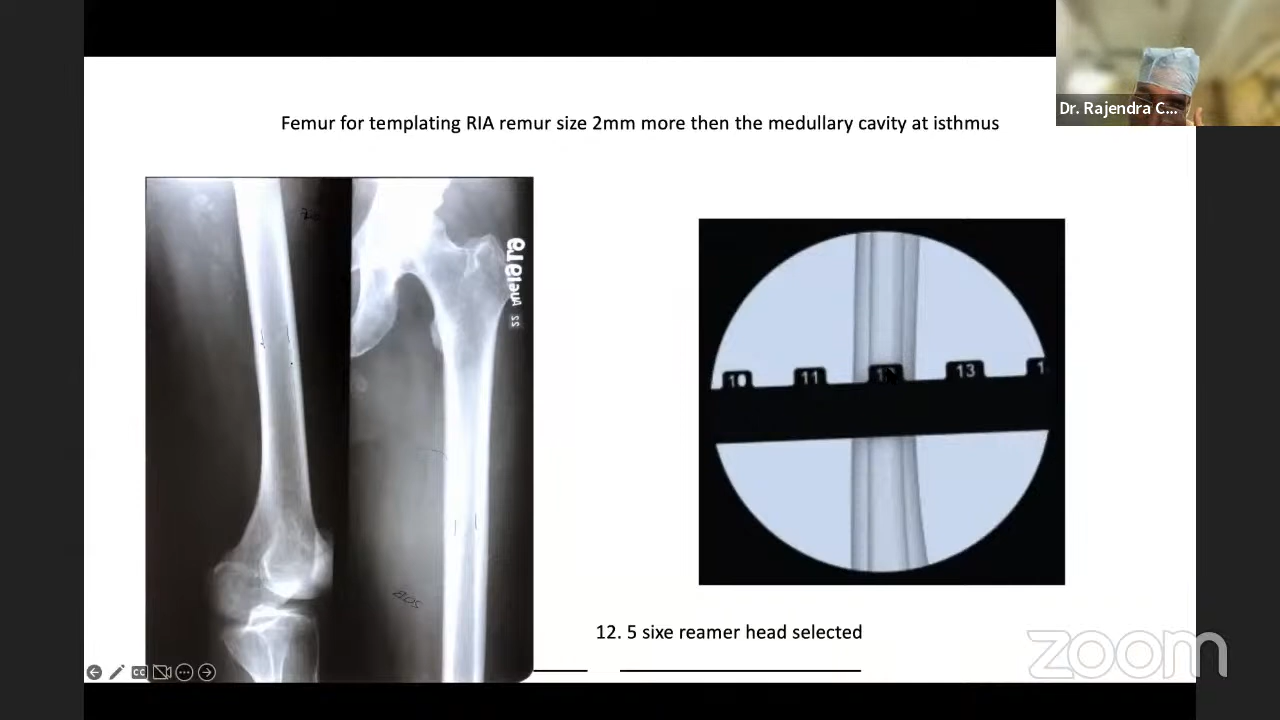 Dr. Rajendra C...
Femur for templating RIA remur size 2mm more then the medullary cavity at isthmus
10 11 13
12. 5 sixe reamer head selected
CC
zoom